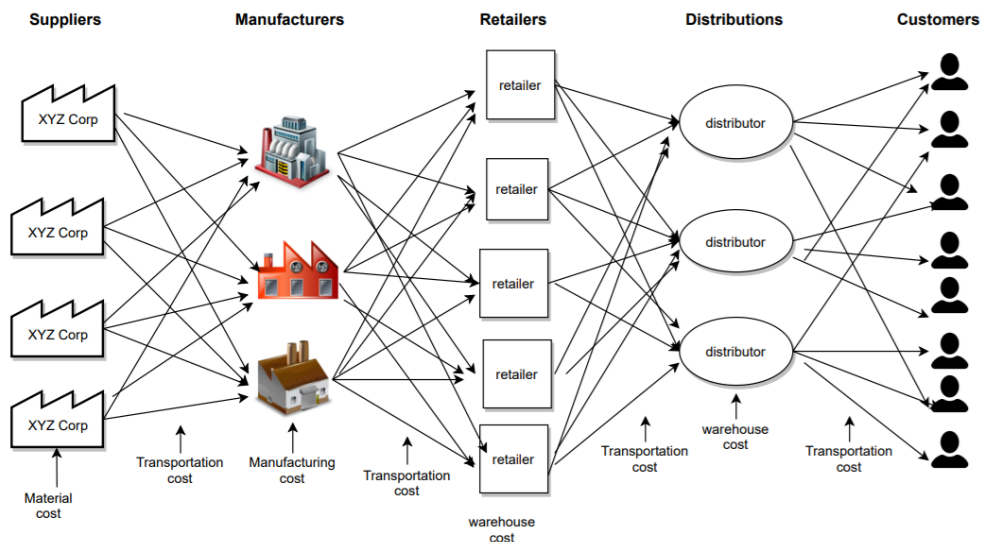 Suppliers
Manufacturers
Retailers
Distributions
Customers
XYZ Corp
XYZ Corp
XYZ Corp
XYZ Corp
retailer
retailer
retailer
retailer
retailer
distributor
distributor
distributor
Material
cost
Transportation
cost
Manufacturing
cost
Transportation
cost
warehouse
cost
Transportation
cost
warehouse
cost
Transportation
cost